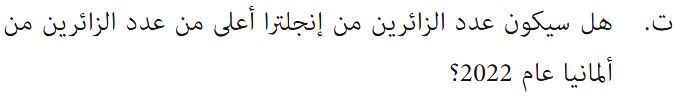 ت. هل سيكون عدد الزائرين من إنجلترا أعلى من عدد الزائرين من
ألمانيا عام 2022؟